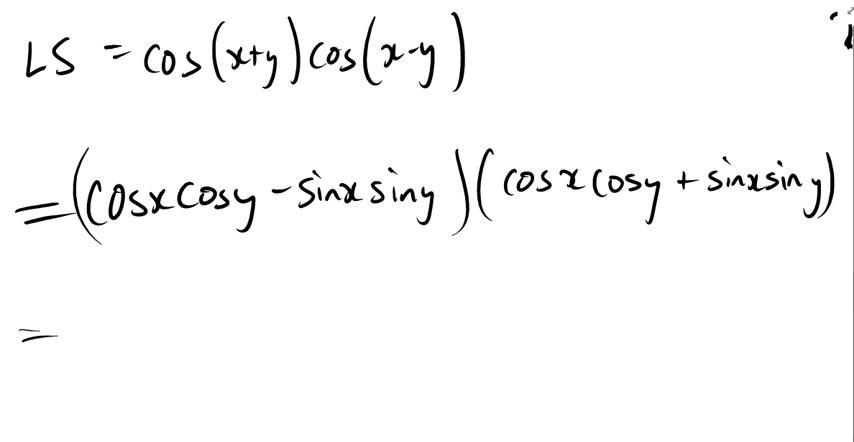 LS = cos(x+y)cos(x-y)
= (cosxcosy - sinxsiny)(cosxcosy + sinxsiny)
=